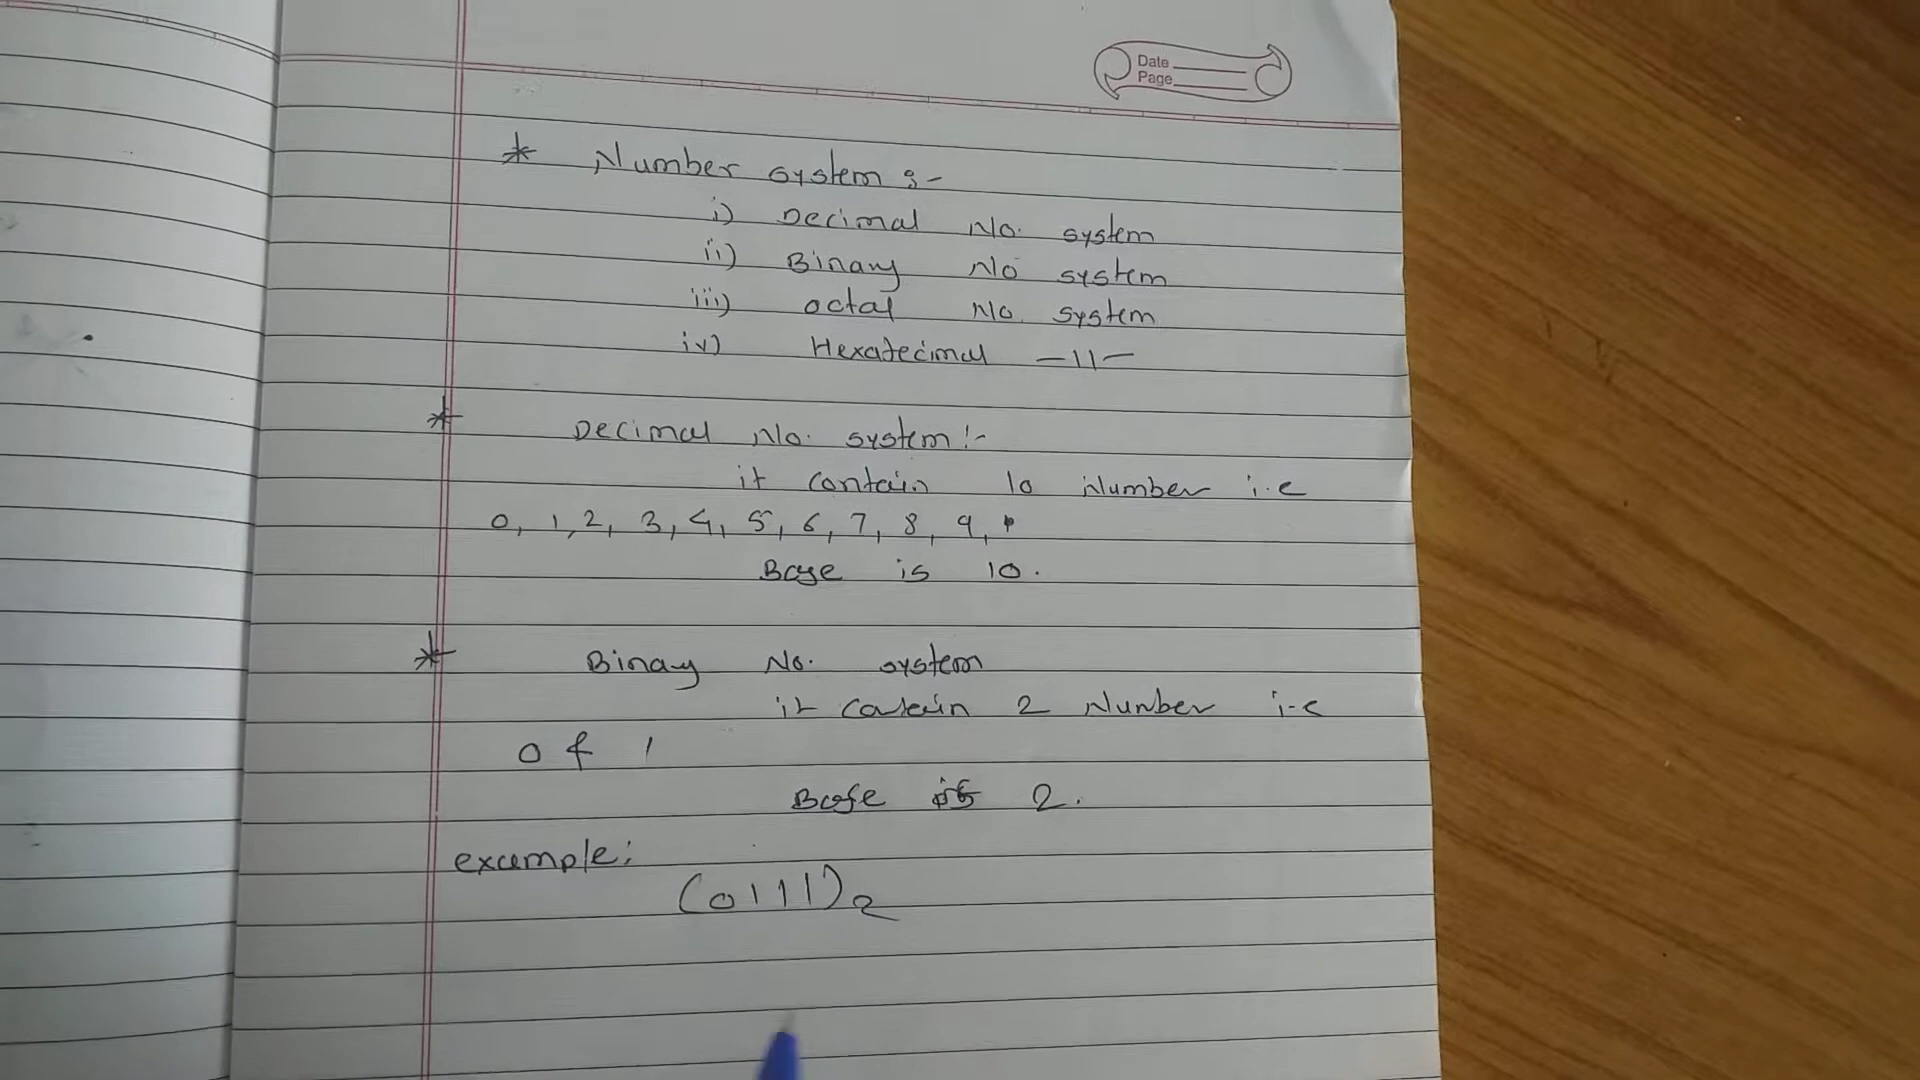 Date
Page
* Number system :-
i) Decimal No. system
ii) Binary No system
iii) octal No. system
iv) Hexadecimal —11—
* Decimal No. system :-
it contain 10 Number i.e
0, 1, 2, 3, 4, 5, 6, 7, 8, 9,
Base is 10.
* Binary No. system
it contain 2 Number i-e
0 & 1
Base is 2.
example:
(0111)2